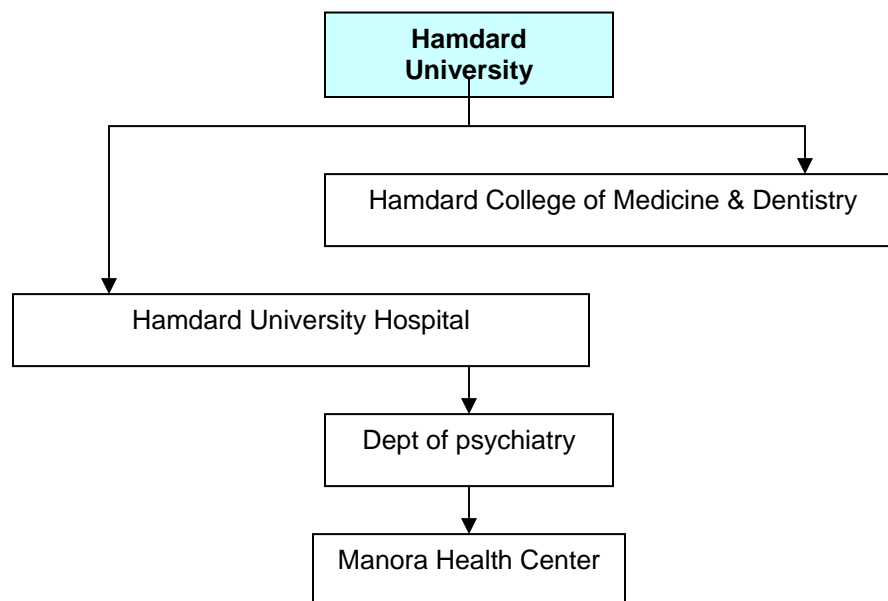 Hamdard
University
Hamdard College of Medicine & Dentistry
Hamdard University Hospital
Dept of psychiatry
Manora Health Center